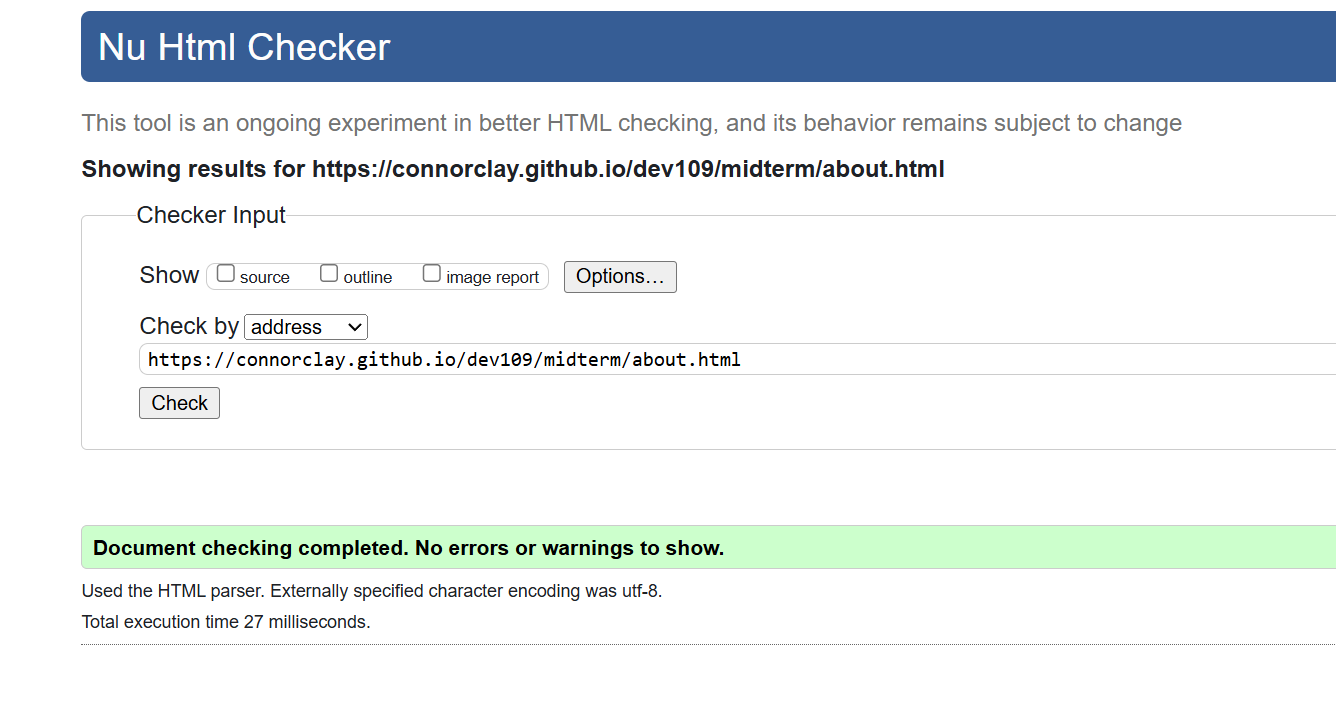 Nu Html Checker
This tool is an ongoing experiment in better HTML checking, and its behavior remains subject to change
Showing results for https://connorclay.github.io/dev109/midterm/about.html
Checker Input
Show source outline image report Options…
Check by address
https://connorclay.github.io/dev109/midterm/about.html
Check
Document checking completed. No errors or warnings to show.
Used the HTML parser. Externally specified character encoding was utf-8.
Total execution time 27 milliseconds.